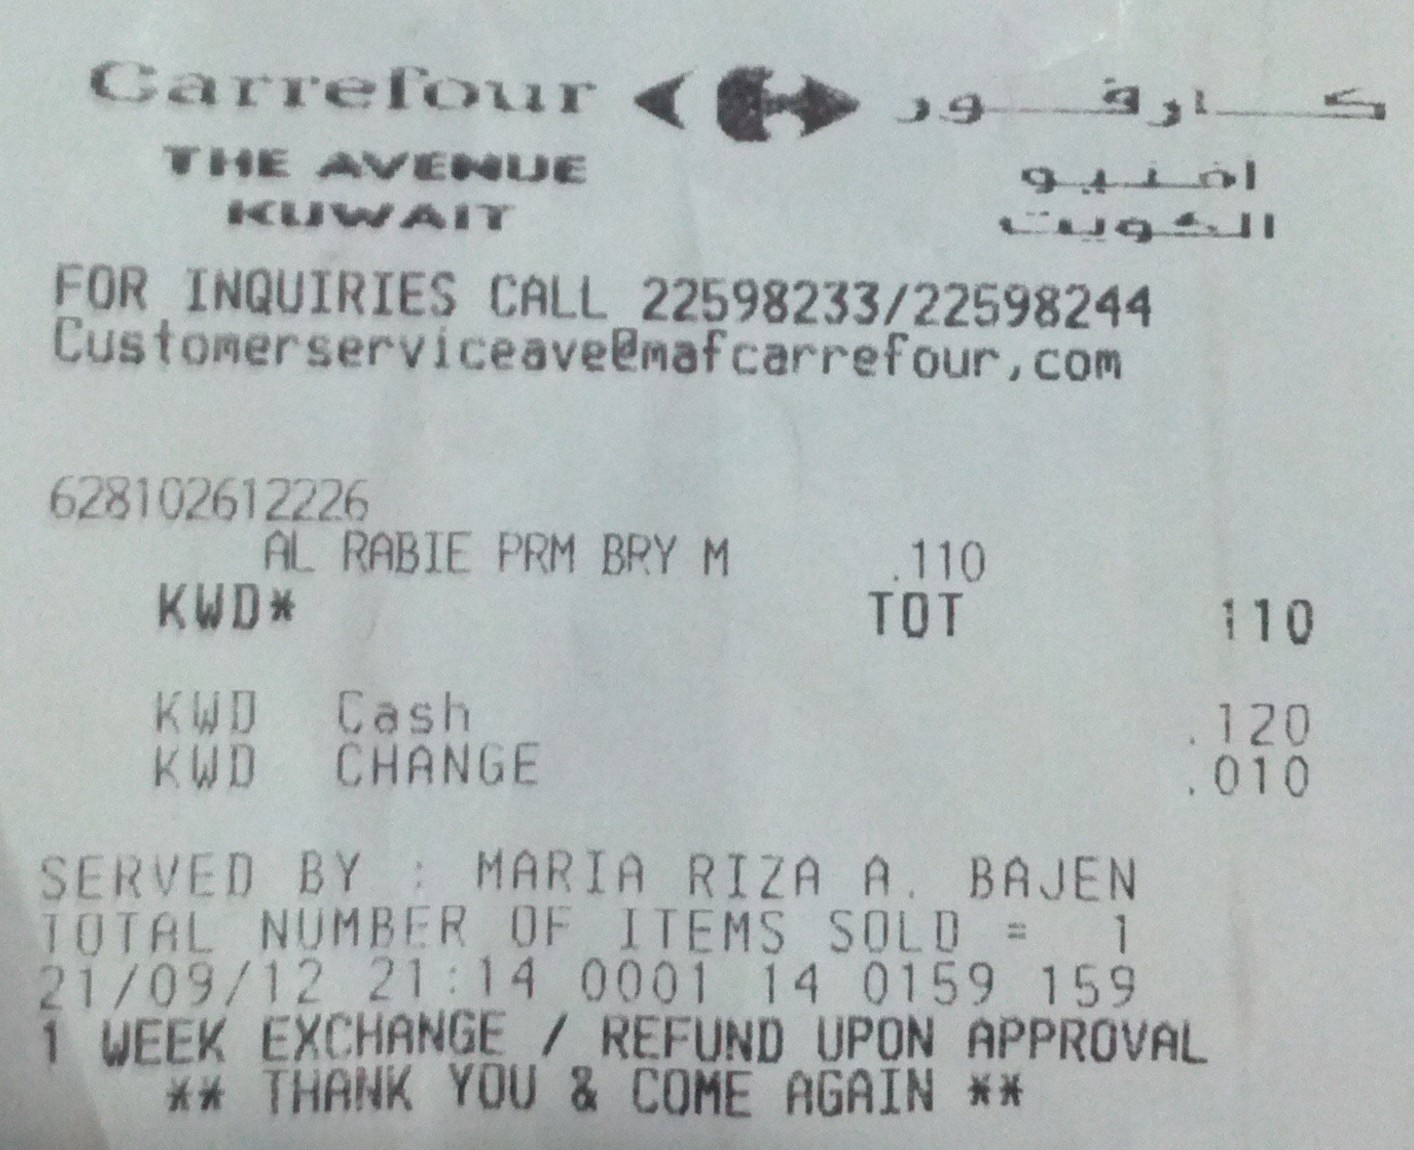 Carrefour كارفور
THE AVENUE افنيو
KUWAIT الكويت
FOR INQUIRIES CALL 22598233/22598244
Customerserviceave@mafcarrefour,com
628102612226
AL RABIE PRM BRY M .110
KWD* TOT 110
KWD Cash .120
KWD CHANGE .010
SERVED BY : MARIA RIZA A. BAJEN
TOTAL NUMBER OF ITEMS SOLD = 1
21/09/12 21:14 0001 14 0159 159
1 WEEK EXCHANGE / REFUND UPON APPROVAL
** THANK YOU & COME AGAIN **